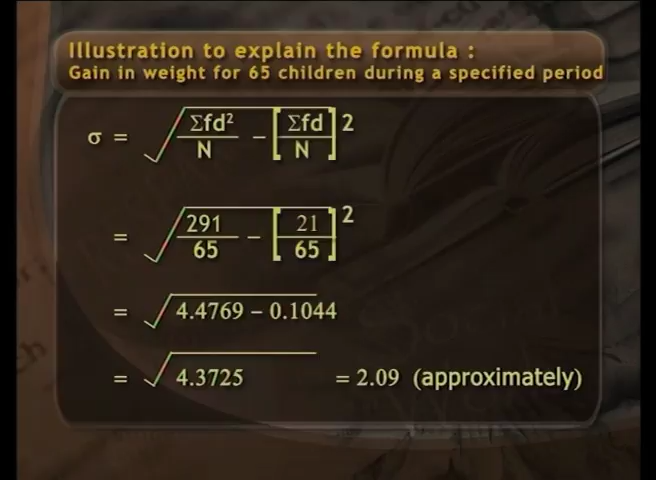 Illustration to explain the formula :
Gain in weight for 65 children during a specified period
σ = √ Σfd² / N − [ Σfd / N ] 2
= √ 291 / 65 − [ 21 / 65 ] 2
= √ 4.4769 − 0.1044
= √ 4.3725 = 2.09 (approximately)